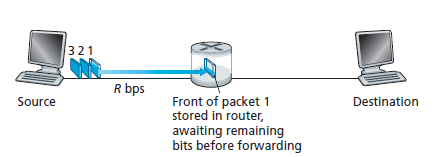 3 2 1
R bps
Source
Front of packet 1
stored in router,
awaiting remaining
bits before forwarding
Destination